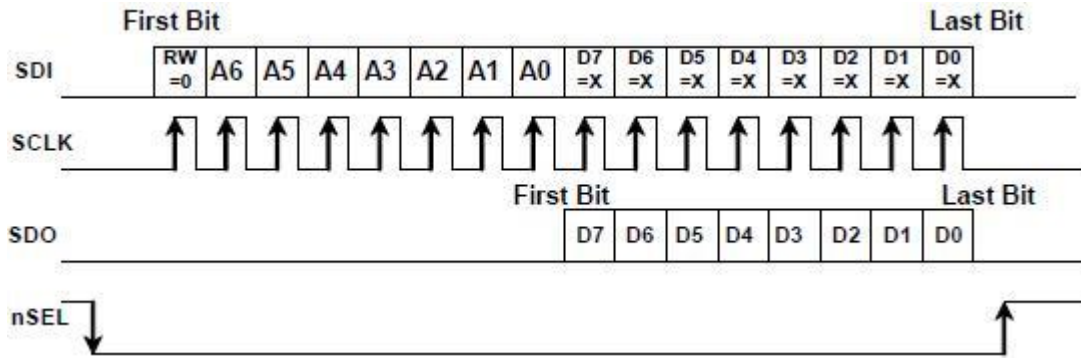 First Bit Last Bit
SDI RW =0 A6 A5 A4 A3 A2 A1 A0 D7 =X D6 =X D5 =X D4 =X D3 =X D2 =X D1 =X D0 =X
SCLK
First Bit Last Bit
SDO D7 D6 D5 D4 D3 D2 D1 D0
nSEL